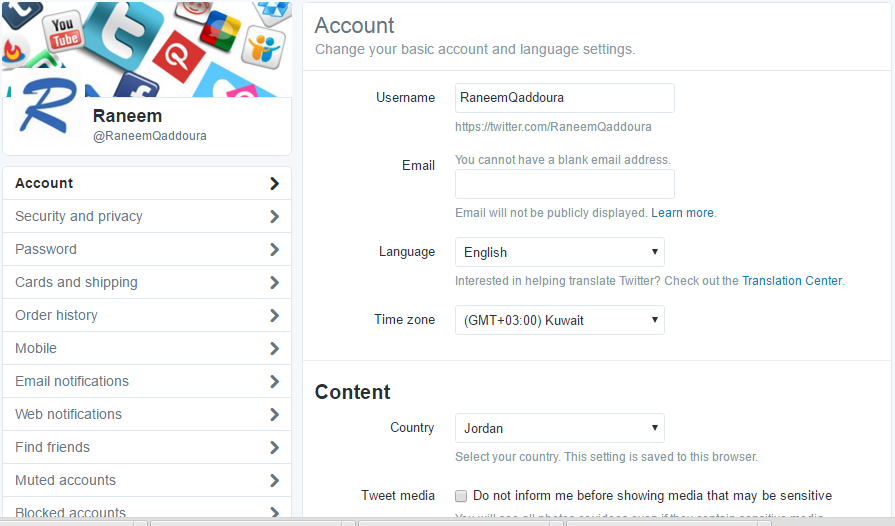 You
Tube
R
Raneem
@RaneemQaddoura
Account
Security and privacy
Password
Cards and shipping
Order history
Mobile
Email notifications
Web notifications
Find friends
Muted accounts
Blocked accounts
Account
Change your basic account and language settings.
Username
RaneemQaddoura
https://twitter.com/RaneemQaddoura
Email
You cannot have a blank email address.
Email will not be publicly displayed. Learn more.
Language
English
Interested in helping translate Twitter? Check out the Translation Center.
Time zone
(GMT+03:00) Kuwait
Content
Country
Jordan
Select your country. This setting is saved to this browser.
Tweet media
Do not inform me before showing media that may be sensitive